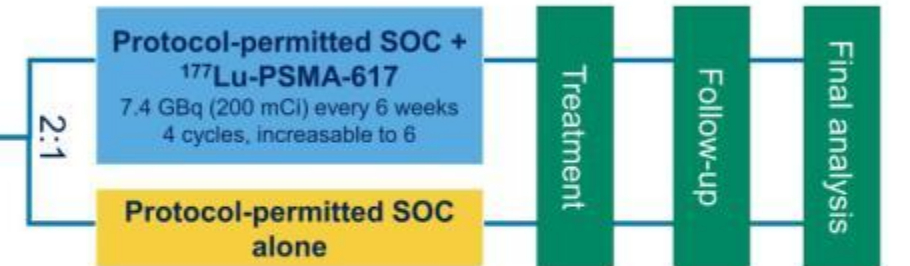 2:1
Protocol-permitted SOC +
¹⁷⁷Lu-PSMA-617
7.4 GBq (200 mCi) every 6 weeks
4 cycles, increasable to 6
Protocol-permitted SOC
alone
Treatment
Follow-up
Final analysis